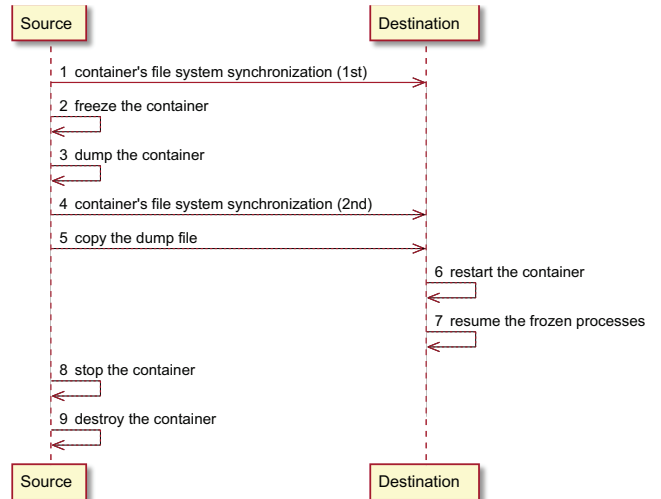 Source Destination
1 container's file system synchronization (1st)
2 freeze the container
3 dump the container
4 container's file system synchronization (2nd)
5 copy the dump file
6 restart the container
7 resume the frozen processes
8 stop the container
9 destroy the container
Source Destination